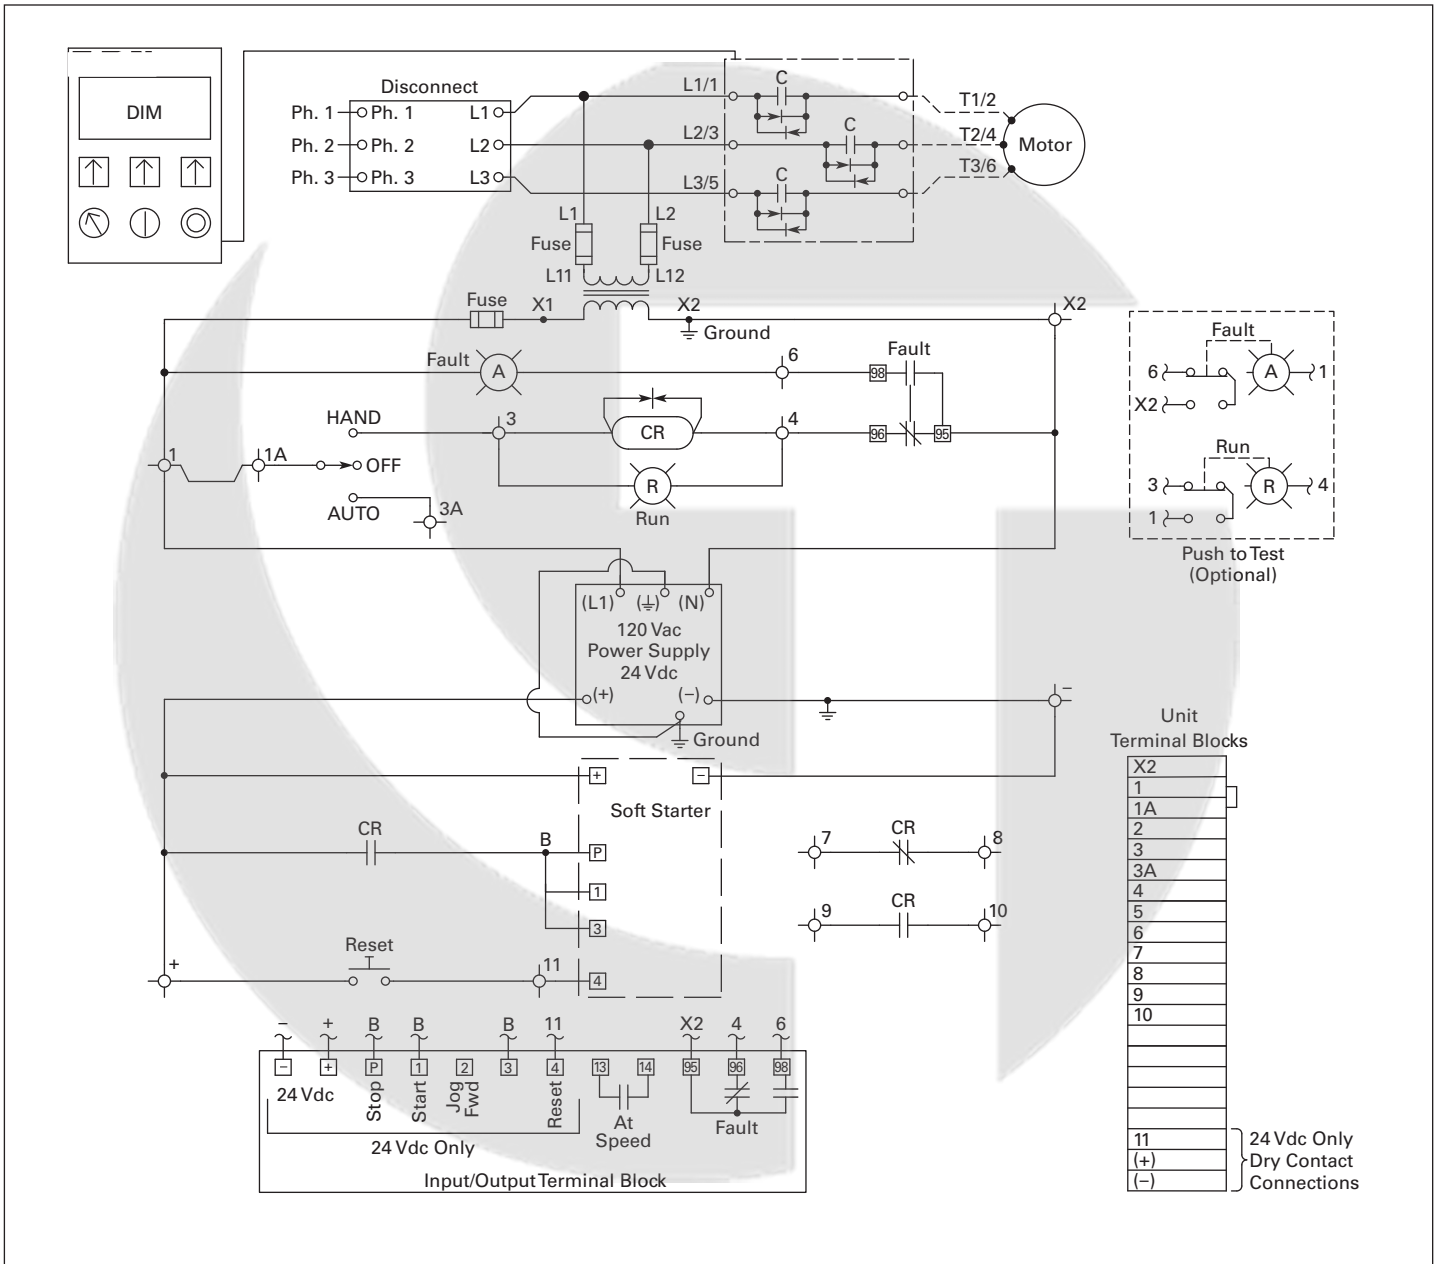 DIM
Disconnect
Ph. 1 Ph. 1 L1
Ph. 2 Ph. 2 L2
Ph. 3 Ph. 3 L3
L1/1 C T1/2
L2/3 C T2/4 Motor
L3/5 C T3/6
L1 L2
Fuse Fuse
L11 L12
Fuse X1 X2 X2
Ground
Fault A 6 98 Fault
HAND 3 CR 4 96 95
1 1A OFF
AUTO 3A
R
Run
Fault
6 A 1
X2
Run
3 R 4
1
Push to Test
(Optional)
(L1) (N)
120 Vac
Power Supply
24 Vdc
(+) (–) –
Ground
+ –
Soft Starter
CR B P
1
3
Reset
+ 11 4
7 CR 8
9 CR 10
Unit
Terminal Blocks
X2
1
1A
2
3
3A
4
5
6
7
8
9
10
11
(+)
(–)
24 Vdc Only
Dry Contact
Connections
– + B B B 11 X2 4 6
– + P 1 2 3 4 13 14 95 96 98
24 Vdc
Stop
Start
Jog
Fwd
Reset
At
Speed
Fault
24 Vdc Only
Input/Output Terminal Block